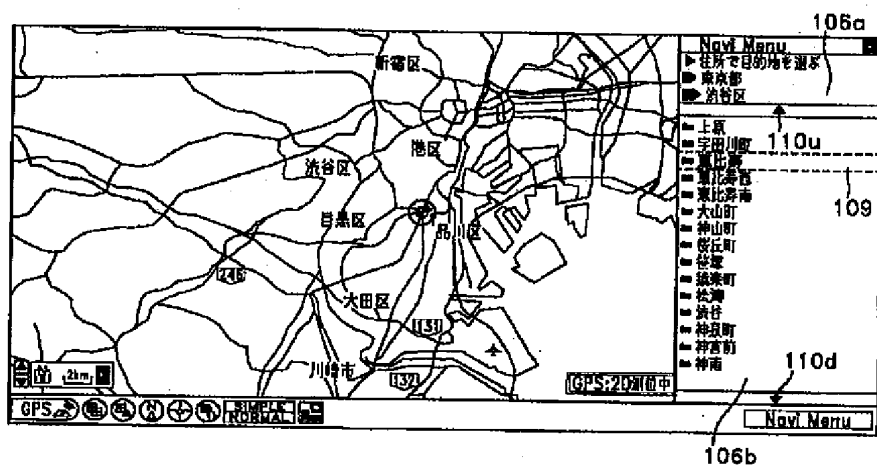 106a
Navi Menu
▶住所で目的地を選ぶ
東京都
渋谷区
110u
上原
宇田川町
恵比寿
恵比寿西
恵比寿南
109
大山町
神山町
桜丘町
笹塚
猿楽町
松濤
渋谷
神泉町
神宮前
神南
新宿区
港区
渋谷区
目黒区
品川区
246
大田区
131
川崎市
132
2km
GPS:2D測位中
110d
GPS
N
SIMPLE
NORMAL
Navi Menu
106b